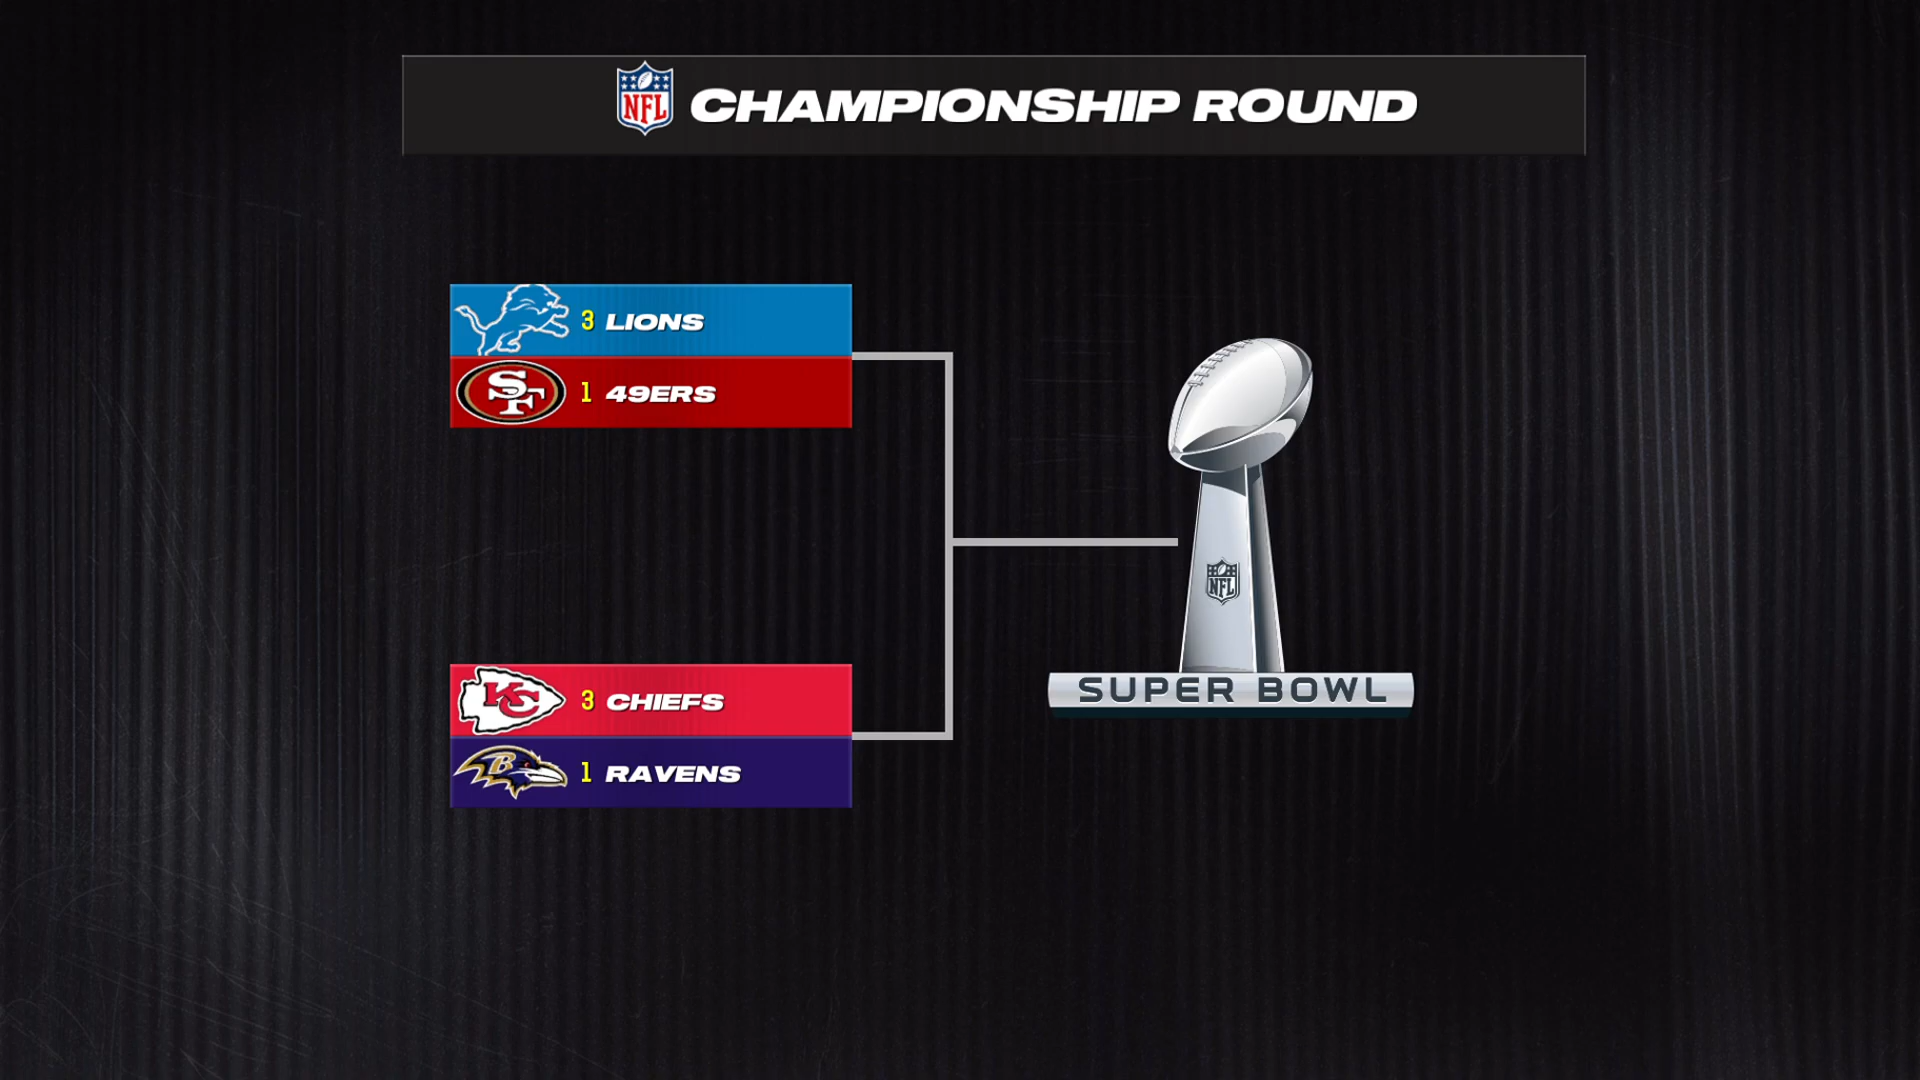 NFL CHAMPIONSHIP ROUND
3 LIONS
SF 1 49ERS
KC 3 CHIEFS
B 1 RAVENS
NFL
SUPER BOWL